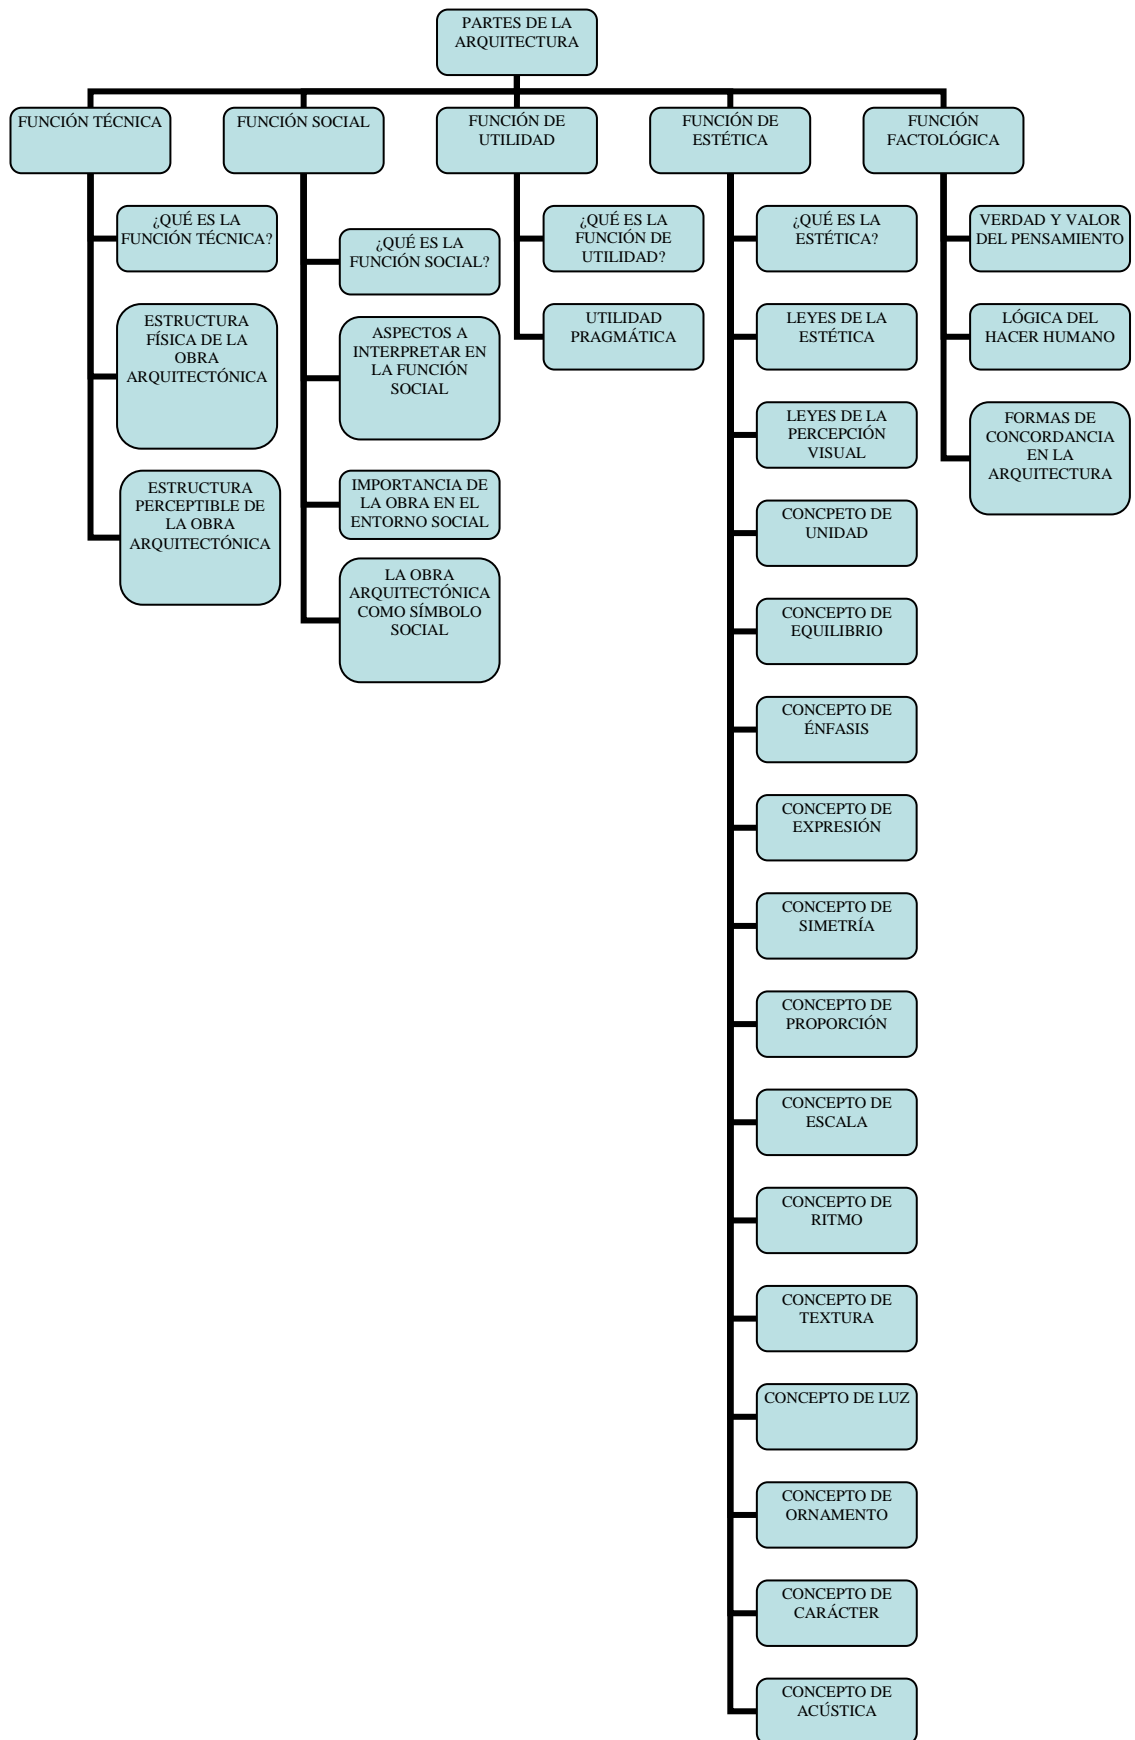 PARTES DE LA
ARQUITECTURA
FUNCIÓN TÉCNICA
FUNCIÓN SOCIAL
FUNCIÓN DE
UTILIDAD
FUNCIÓN DE
ESTÉTICA
FUNCIÓN
FACTOLÓGICA
¿QUÉ ES LA
FUNCIÓN TÉCNICA?
ESTRUCTURA
FÍSICA DE LA
OBRA
ARQUITECTÓNICA
ESTRUCTURA
PERCEPTIBLE DE
LA OBRA
ARQUITECTÓNICA
¿QUÉ ES LA
FUNCIÓN SOCIAL?
ASPECTOS A
INTERPRETAR EN
LA FUNCIÓN
SOCIAL
IMPORTANCIA DE
LA OBRA EN EL
ENTORNO SOCIAL
LA OBRA
ARQUITECTÓNICA
COMO SÍMBOLO
SOCIAL
¿QUÉ ES LA
FUNCIÓN DE
UTILIDAD?
UTILIDAD
PRAGMÁTICA
¿QUÉ ES LA
ESTÉTICA?
LEYES DE LA
ESTÉTICA
LEYES DE LA
PERCEPCIÓN
VISUAL
CONCPETO DE
UNIDAD
CONCEPTO DE
EQUILIBRIO
CONCEPTO DE
ÉNFASIS
CONCEPTO DE
EXPRESIÓN
CONCEPTO DE
SIMETRÍA
CONCEPTO DE
PROPORCIÓN
CONCEPTO DE
ESCALA
CONCEPTO DE
RITMO
CONCEPTO DE
TEXTURA
CONCEPTO DE LUZ
CONCEPTO DE
ORNAMENTO
CONCEPTO DE
CARÁCTER
CONCEPTO DE
ACÚSTICA
VERDAD Y VALOR
DEL PENSAMIENTO
LÓGICA DEL
HACER HUMANO
FORMAS DE
CONCORDANCIA
EN LA
ARQUITECTURA